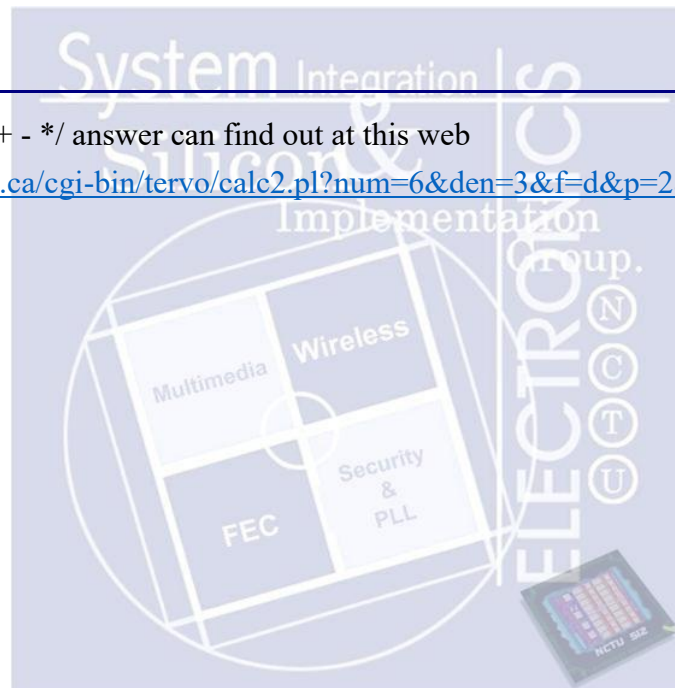 System Integration
&
+ - */ answer can find out at this web
Silicon
.ca/cgi-bin/tervo/calc2.pl?num=6&den=3&f=d&p=2
Implementation
Group.
ELECTRONICS
N
C
T
U
Multimedia
Wireless
FEC
Security
&
PLL
NCTU SI2